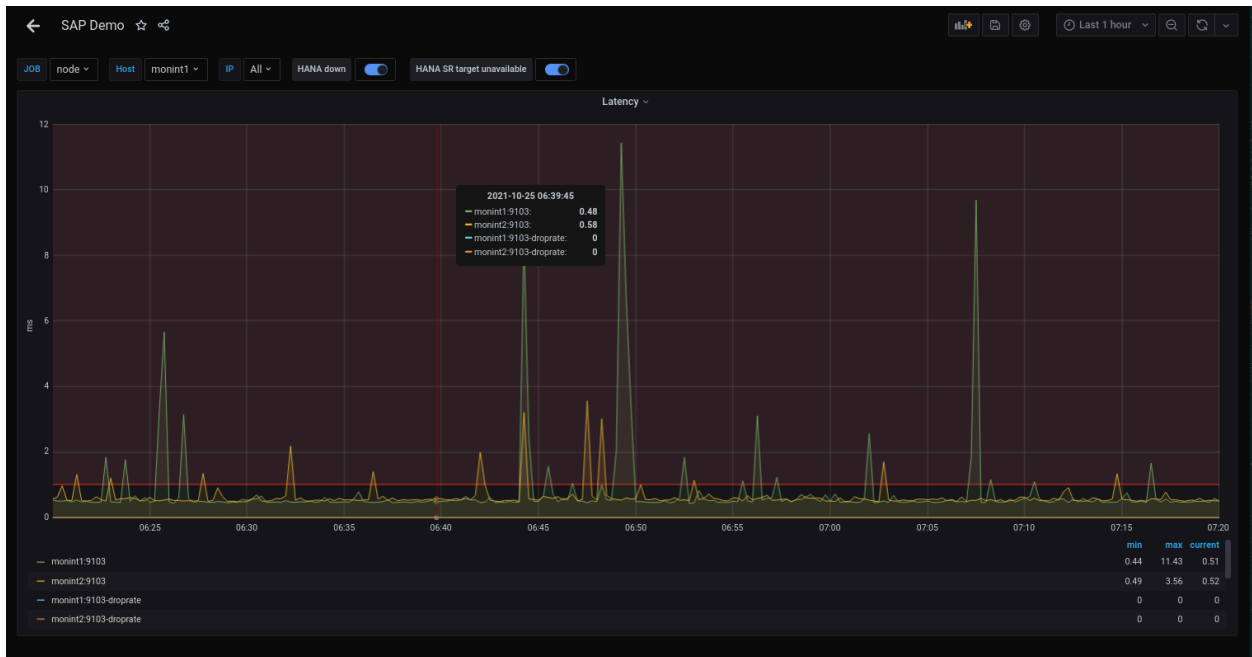 SAP Demo
Last 1 hour
JOB node Host monint1 IP All HANA down HANA SR target unavailable
Latency
12
10
8
6
4
2
0
ms
2021-10-25 06:39:45
monint1:9103: 0.48
monint2:9103: 0.58
monint1:9103-droprate: 0
monint2:9103-droprate: 0
06:25 06:30 06:35 06:40 06:45 06:50 06:55 07:00 07:05 07:10 07:15 07:20
min max current
monint1:9103 0.44 11.43 0.51
monint2:9103 0.49 3.56 0.52
monint1:9103-droprate 0 0 0
monint2:9103-droprate 0 0 0